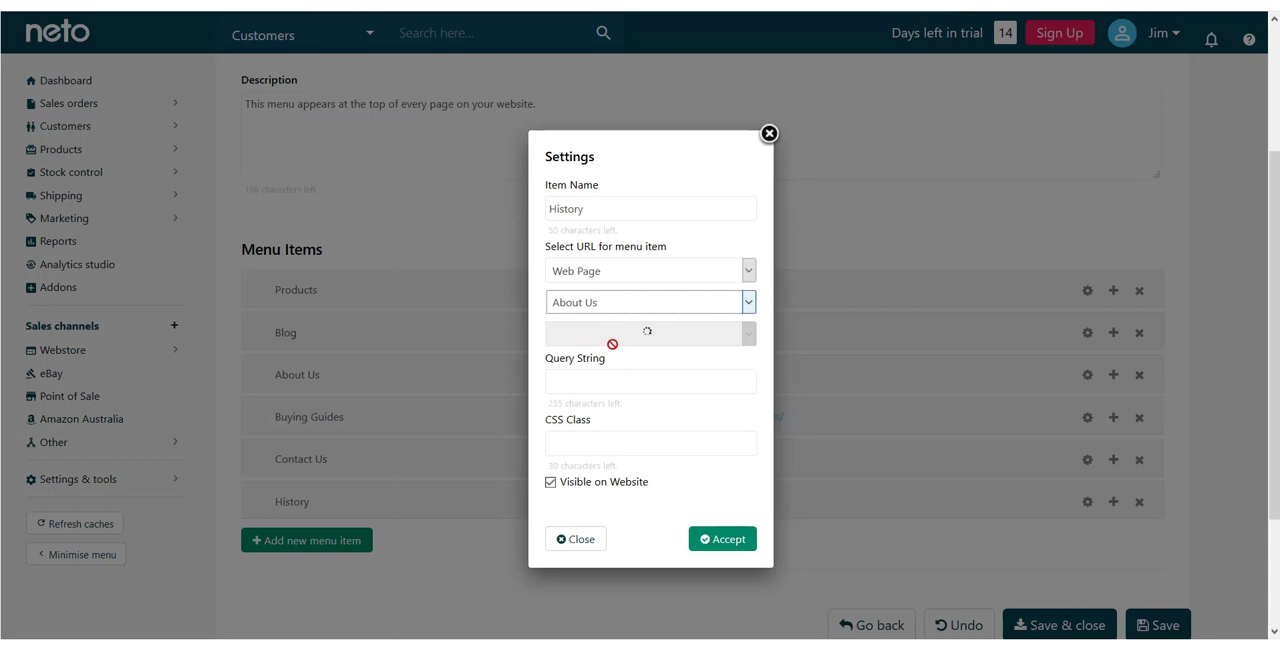 neto
Customers
Search here...
Days left in trial 14 Sign Up Jim
Dashboard
Sales orders
Customers
Products
Stock control
Shipping
Marketing
Reports
Analytics studio
Addons
Sales channels +
Webstore
eBay
Point of Sale
Amazon Australia
Other
Settings & tools
Refresh caches
Minimise menu
Description
This menu appears at the top of every page on your website.
196 characters left.
Menu Items
Products
Blog
About Us
Buying Guides
Contact Us
History
+ Add new menu item
Settings
Item Name
History
50 characters left.
Select URL for menu item
Web Page
About Us
Query String
255 characters left.
CSS Class
30 characters left.
Visible on Website
Close
Accept
Go back
Undo
Save & close
Save